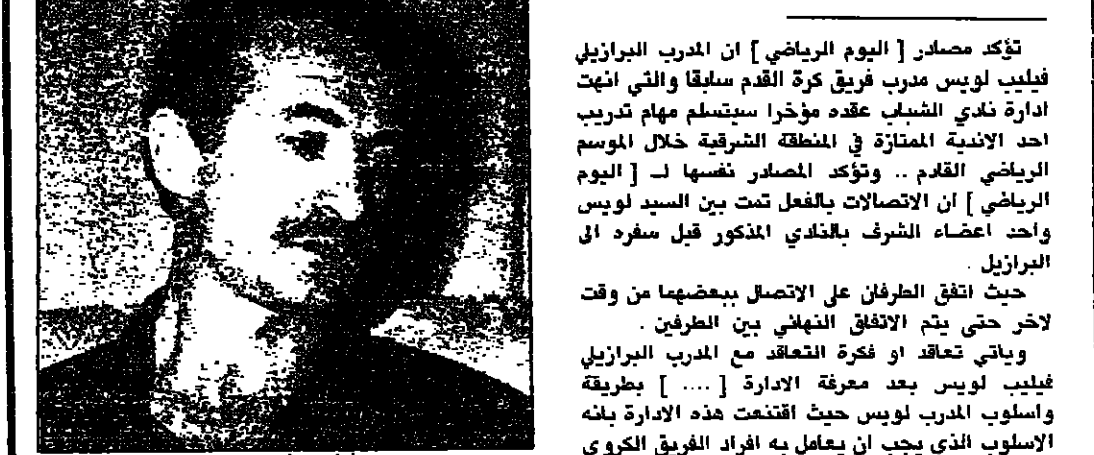 تؤكد مصادر [ اليوم الرياضي ] ان المدرب البرازيلي
فيليب لويس مدرب فريق كرة القدم سابقا والتي انهت
ادارة نادي الشباب عقده مؤخرا سيتسلم مهام تدريب
احد الاندية الممتازة في المنطقة الشرقية خلال الموسم
الرياضي القادم .. وتؤكد المصادر نفسها لـ [ اليوم
الرياضي ] ان الاتصالات بالفعل تمت بين السيد لويس
واحد اعضاء الشرف بالنادي المذكور قبل سفره الى
البرازيل .
حيث اتفق الطرفان على الاتصال ببعضهما من وقت
لاخر حتى يتم الاتفاق النهائي بين الطرفين .
وياتي تعاقد او فكرة التعاقد مع المدرب البرازيلي
فيليب لويس بعد معرفة الادارة [ .... ] بطريقة
واسلوب المدرب لويس حيث اقتنعت هذه الادارة بانه
الاسلوب الذي يجب ان يعامل به افراد الفريق الكروي